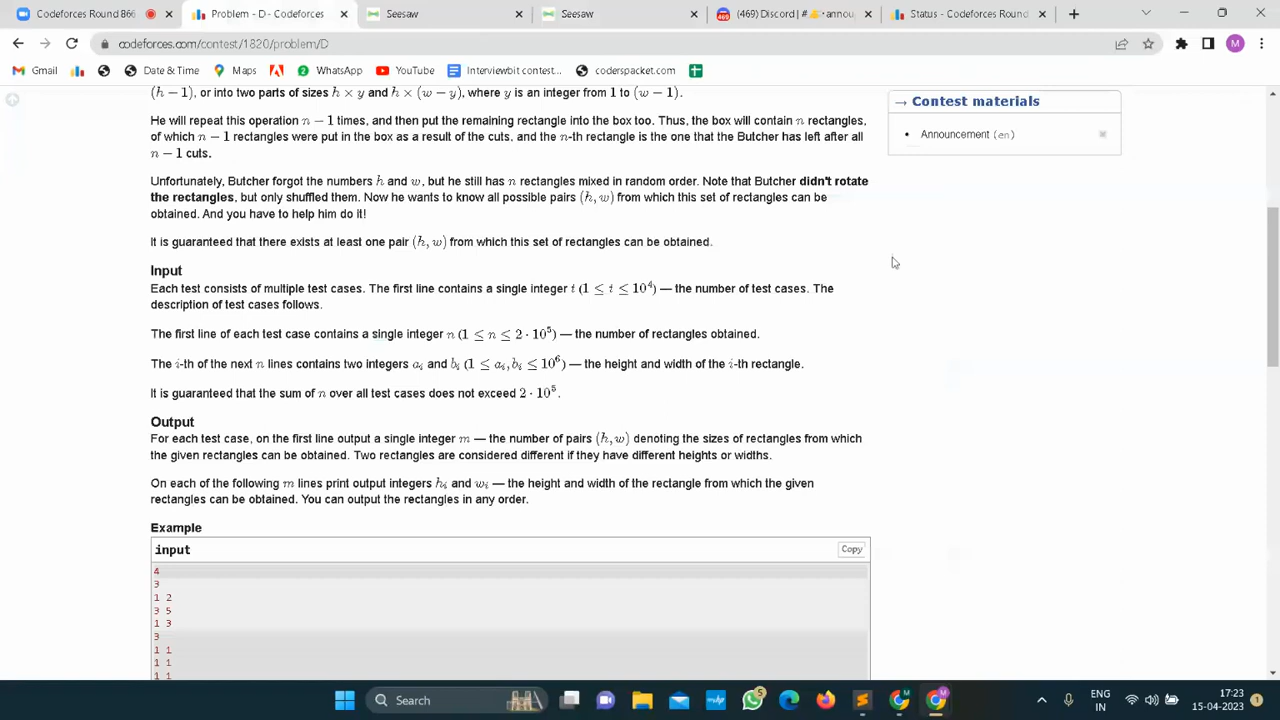 Codeforces Round 866
Problem - D - Codeforces
Seesaw
Seesaw
(469) Discord | #
Status - Codeforces Round
codeforces.com/contest/1820/problem/D
M
Gmail
Date & Time
Maps
WhatsApp
YouTube
Interviewbit contest...
coderspacket.com
(h − 1), or into two parts of sizes h × y and h × (w − y), where y is an integer from 1 to (w − 1).
He will repeat this operation n − 1 times, and then put the remaining rectangle into the box too. Thus, the box will contain n rectangles,
of which n − 1 rectangles were put in the box as a result of the cuts, and the n-th rectangle is the one that the Butcher has left after all
n − 1 cuts.
Unfortunately, Butcher forgot the numbers h and w, but he still has n rectangles mixed in random order. Note that Butcher didn't rotate
the rectangles, but only shuffled them. Now he wants to know all possible pairs (h, w) from which this set of rectangles can be
obtained. And you have to help him do it!
It is guaranteed that there exists at least one pair (h, w) from which this set of rectangles can be obtained.
Input
Each test consists of multiple test cases. The first line contains a single integer t (1 ≤ t ≤ 10⁴) — the number of test cases. The
description of test cases follows.
The first line of each test case contains a single integer n (1 ≤ n ≤ 2 · 10⁵) — the number of rectangles obtained.
The i-th of the next n lines contains two integers aᵢ and bᵢ (1 ≤ aᵢ, bᵢ ≤ 10⁶) — the height and width of the i-th rectangle.
It is guaranteed that the sum of n over all test cases does not exceed 2 · 10⁵.
Output
For each test case, on the first line output a single integer m — the number of pairs (h, w) denoting the sizes of rectangles from which
the given rectangles can be obtained. Two rectangles are considered different if they have different heights or widths.
On each of the following m lines print output integers hᵢ and wᵢ — the height and width of the rectangle from which the given
rectangles can be obtained. You can output the rectangles in any order.
Example
input
Copy
4
3
1 2
3 5
1 3
3
1 1
1 1
1 1
→ Contest materials
• Announcement (en)
Search
5
ENG
IN
17:23
15-04-2023
1